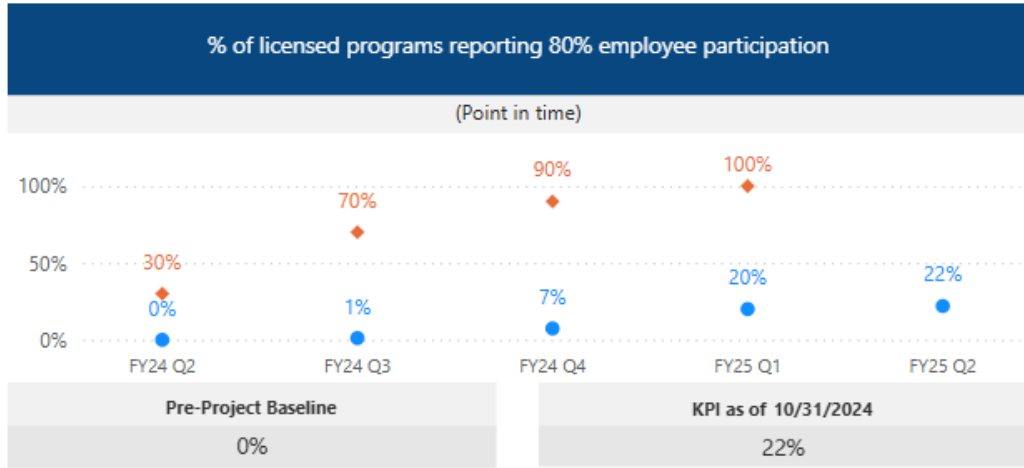 % of licensed programs reporting 80% employee participation
(Point in time)
100%
50%
0%
30%
70%
90%
100%
0%
1%
7%
20%
22%
FY24 Q2
FY24 Q3
FY24 Q4
FY25 Q1
FY25 Q2
Pre-Project Baseline
0%
KPI as of 10/31/2024
22%